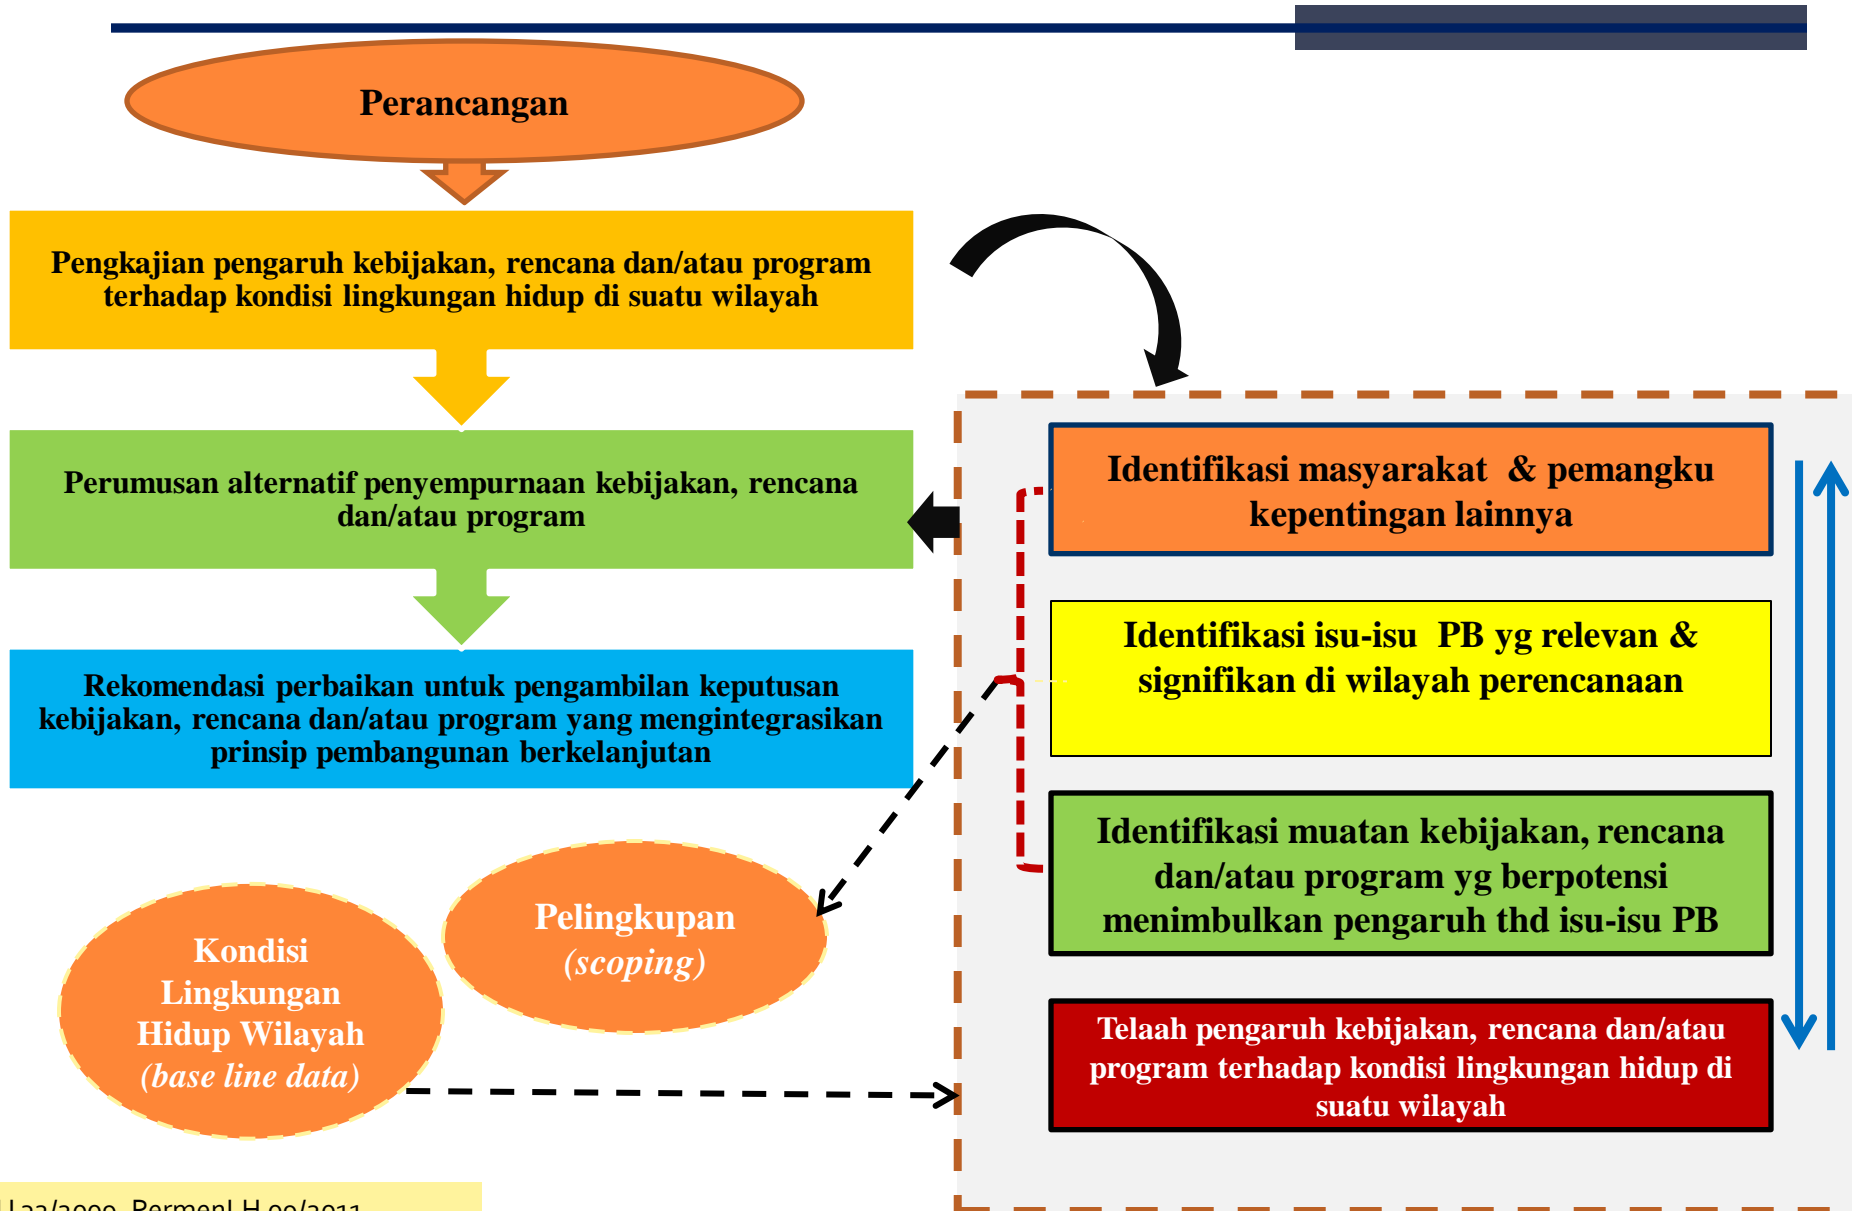 Perancangan
Pengkajian pengaruh kebijakan, rencana dan/atau program
terhadap kondisi lingkungan hidup di suatu wilayah
Perumusan alternatif penyempurnaan kebijakan, rencana
dan/atau program
Rekomendasi perbaikan untuk pengambilan keputusan
kebijakan, rencana dan/atau program yang mengintegrasikan
prinsip pembangunan berkelanjutan
Identifikasi masyarakat & pemangku
kepentingan lainnya
Identifikasi isu-isu PB yg relevan &
signifikan di wilayah perencanaan
Identifikasi muatan kebijakan, rencana
dan/atau program yg berpotensi
menimbulkan pengaruh thd isu-isu PB
Telaah pengaruh kebijakan, rencana dan/atau
program terhadap kondisi lingkungan hidup di
suatu wilayah
Pelingkupan
(scoping)
Kondisi
Lingkungan
Hidup Wilayah
(base line data)
PermenLH 09/2011